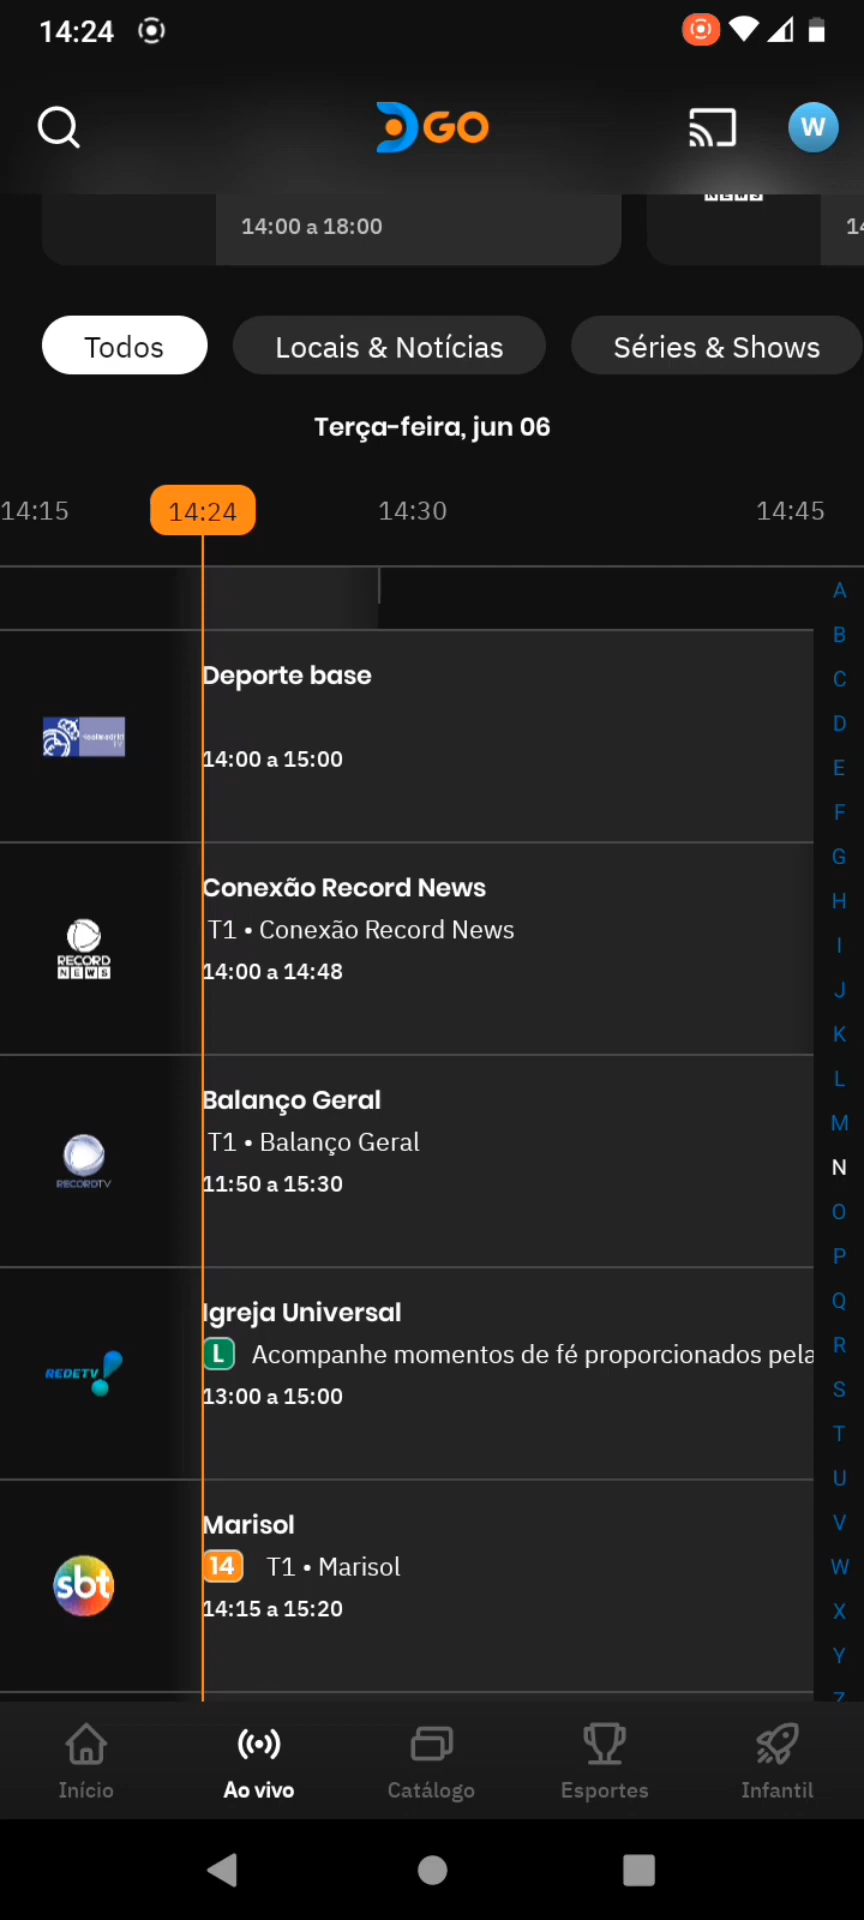 14:24
GO
W
NEWS
14:00 a 18:00
14
Todos
Locais & Notícias
Séries & Shows
Terça-feira, jun 06
14:15
14:24
14:30
14:45
Deporte base
14:00 a 15:00
Realmadrid
TV
Conexão Record News
T1 • Conexão Record News
14:00 a 14:48
RECORD
NEWS
Balanço Geral
T1 • Balanço Geral
11:50 a 15:30
RECORDTV
Igreja Universal
L Acompanhe momentos de fé proporcionados pela
13:00 a 15:00
REDETV!
Marisol
14 T1 • Marisol
14:15 a 15:20
sbt
A
B
C
D
E
F
G
H
I
J
K
L
M
N
O
P
Q
R
S
T
U
V
W
X
Y
Z
Início
Ao vivo
Catálogo
Esportes
Infantil